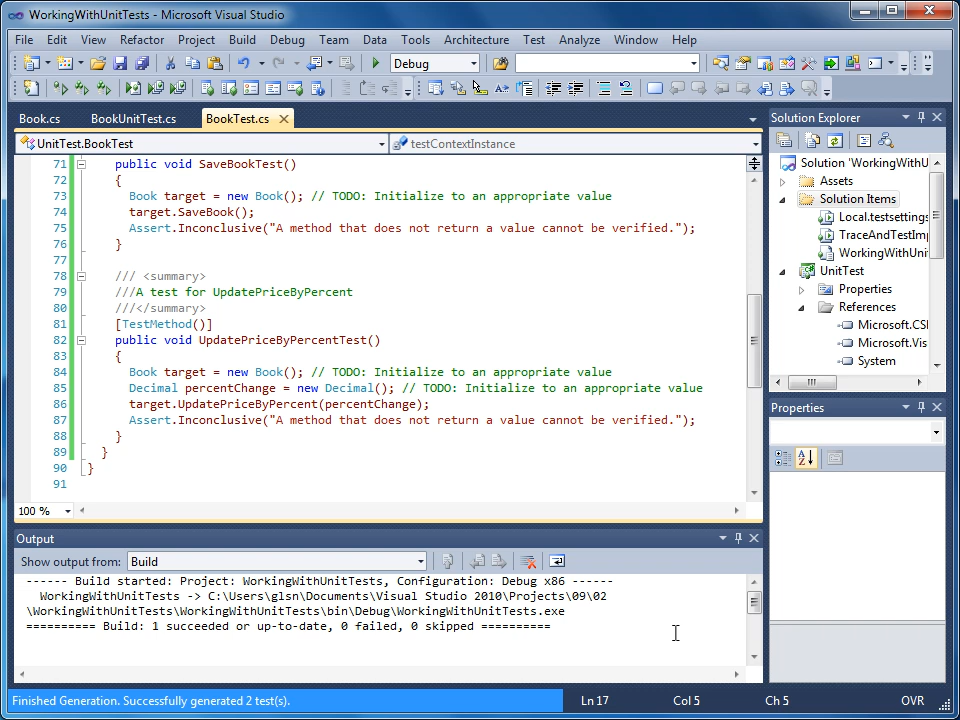 WorkingWithUnitTests - Microsoft Visual Studio
File Edit View Refactor Project Build Debug Team Data Tools Architecture Test Analyze Window Help
Debug
Book.cs BookUnitTest.cs BookTest.cs
UnitTest.BookTest testContextInstance
71 public void SaveBookTest()
72 {
73 Book target = new Book(); // TODO: Initialize to an appropriate value
74 target.SaveBook();
75 Assert.Inconclusive("A method that does not return a value cannot be verified.");
76 }
77
78 /// <summary>
79 ///A test for UpdatePriceByPercent
80 ///</summary>
81 [TestMethod()]
82 public void UpdatePriceByPercentTest()
83 {
84 Book target = new Book(); // TODO: Initialize to an appropriate value
85 Decimal percentChange = new Decimal(); // TODO: Initialize to an appropriate value
86 target.UpdatePriceByPercent(percentChange);
87 Assert.Inconclusive("A method that does not return a value cannot be verified.");
88 }
89 }
90 }
91
100 %
Output
Show output from: Build
------ Build started: Project: WorkingWithUnitTests, Configuration: Debug x86 ------
WorkingWithUnitTests -> C:\Users\glsn\Documents\Visual Studio 2010\Projects\09\02
\WorkingWithUnitTests\WorkingWithUnitTests\bin\Debug\WorkingWithUnitTests.exe
========== Build: 1 succeeded or up-to-date, 0 failed, 0 skipped ==========
Solution Explorer
Solution 'WorkingWithU
Assets
Solution Items
Local.testsettings
TraceAndTestImp
WorkingWithUni
UnitTest
Properties
References
Microsoft.CSI
Microsoft.Vis
System
Properties
Finished Generation. Successfully generated 2 test(s). Ln 17 Col 5 Ch 5 OVR